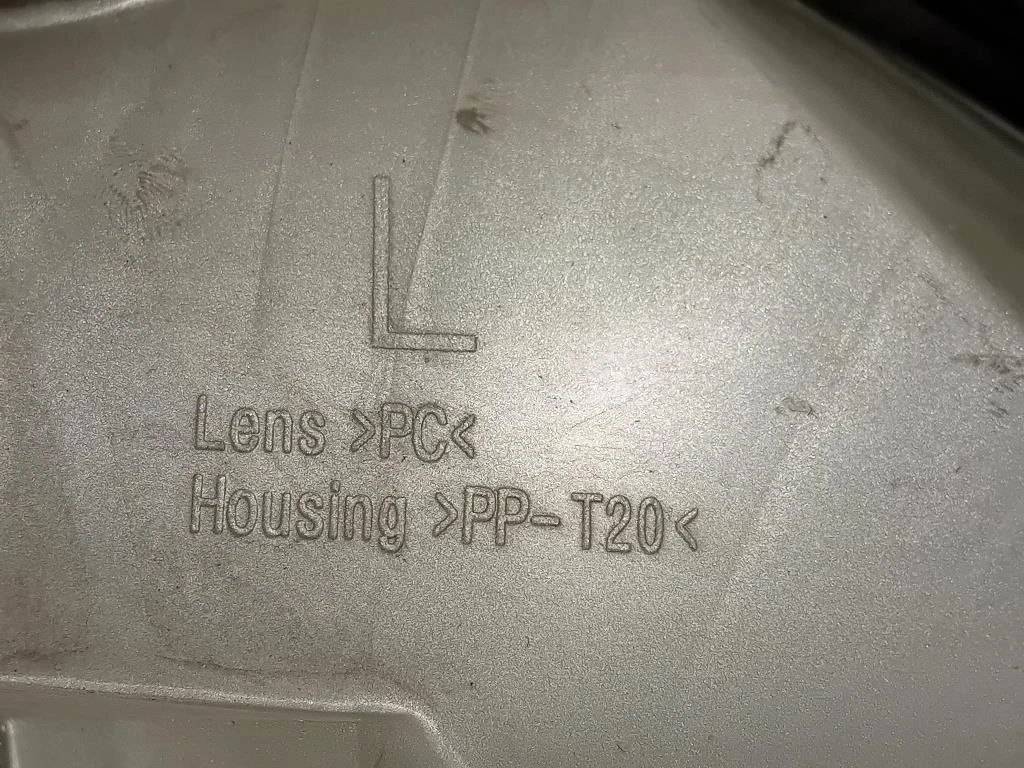 L
Lens >PC<
Housing >PP-T20<